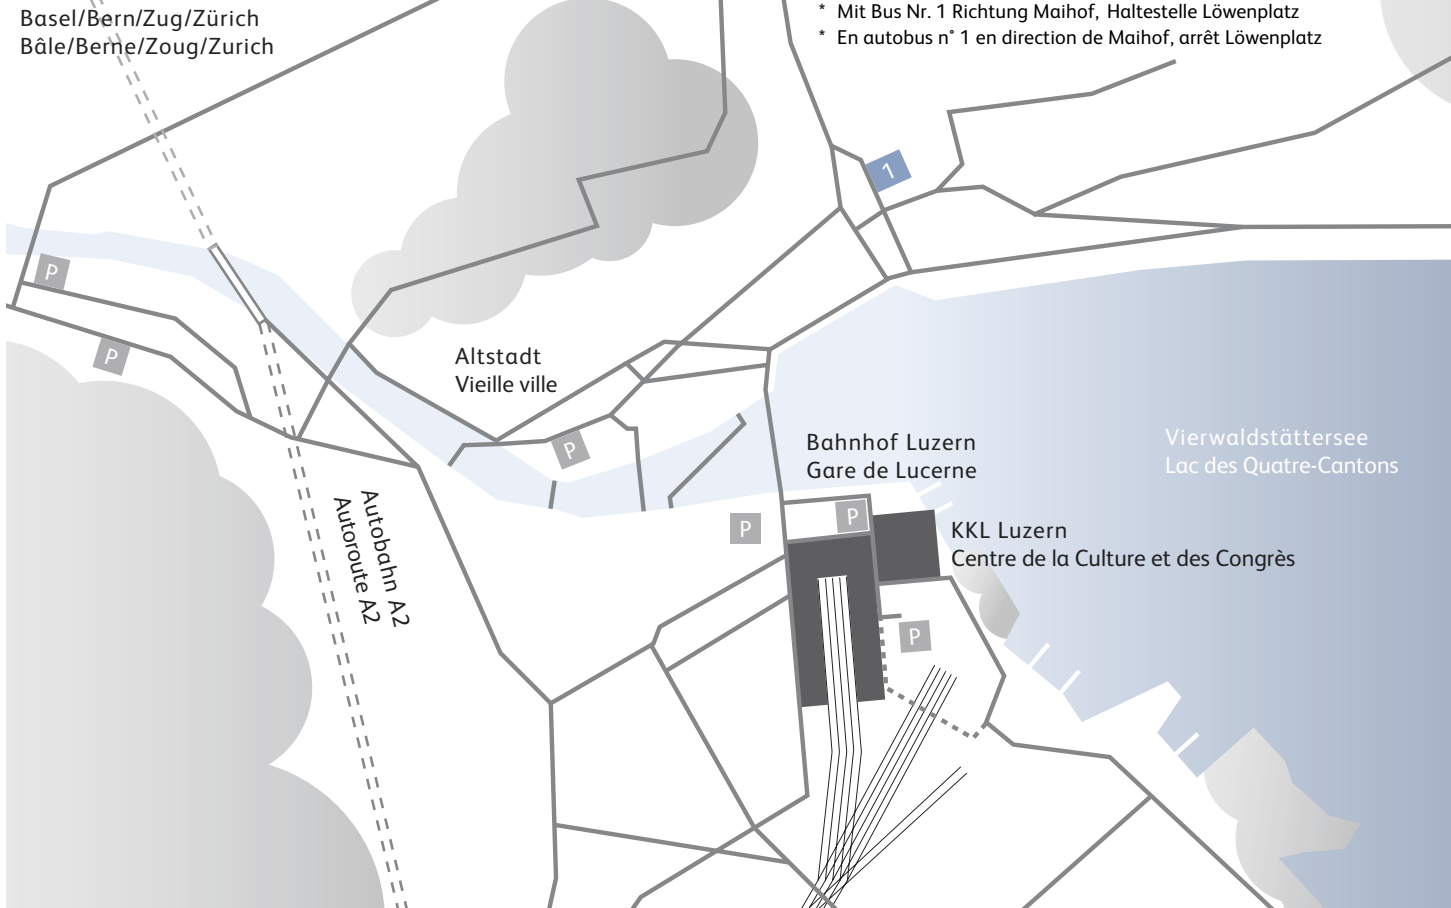 Basel/Bern/Zug/Zürich
Bâle/Berne/Zoug/Zurich
* Mit Bus Nr. 1 Richtung Maihof, Haltestelle Löwenplatz
* En autobus n° 1 en direction de Maihof, arrêt Löwenplatz
1
P
P
Altstadt
Vieille ville
P
Bahnhof Luzern
Gare de Lucerne
Vierwaldstättersee
Lac des Quatre-Cantons
Autobahn A2
Autoroute A2
P
P
KKL Luzern
Centre de la Culture et des Congrès
P